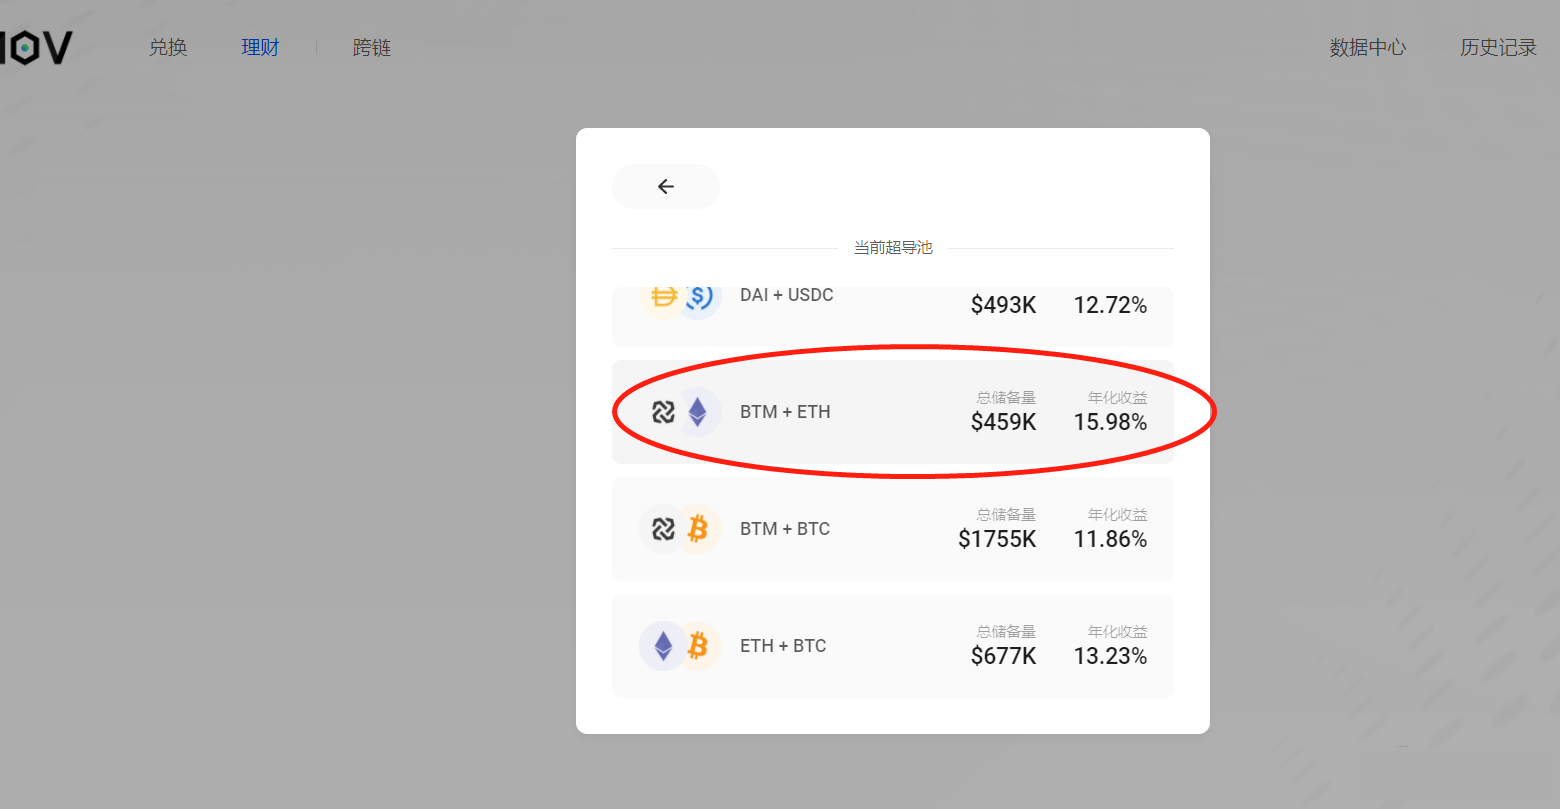 兑换 理财 跨链 数据中心 历史记录
当前超导池
DAI + USDC $493K 12.72%
总储备量 年化收益
BTM + ETH $459K 15.98%
总储备量 年化收益
BTM + BTC $1755K 11.86%
总储备量 年化收益
ETH + BTC $677K 13.23%